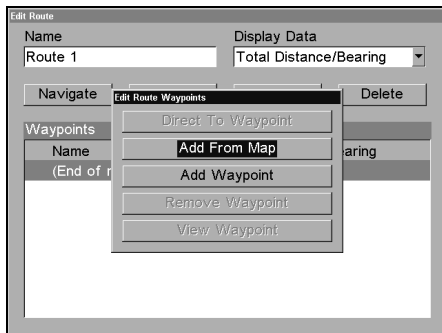 Edit Route
Name Display Data
Route 1 Total Distance/Bearing
Navigate Delete
Edit Route Waypoints
Direct To Waypoint
Waypoints
Add From Map
Name earing
(End of r
Add Waypoint
Remove Waypoint
View Waypoint